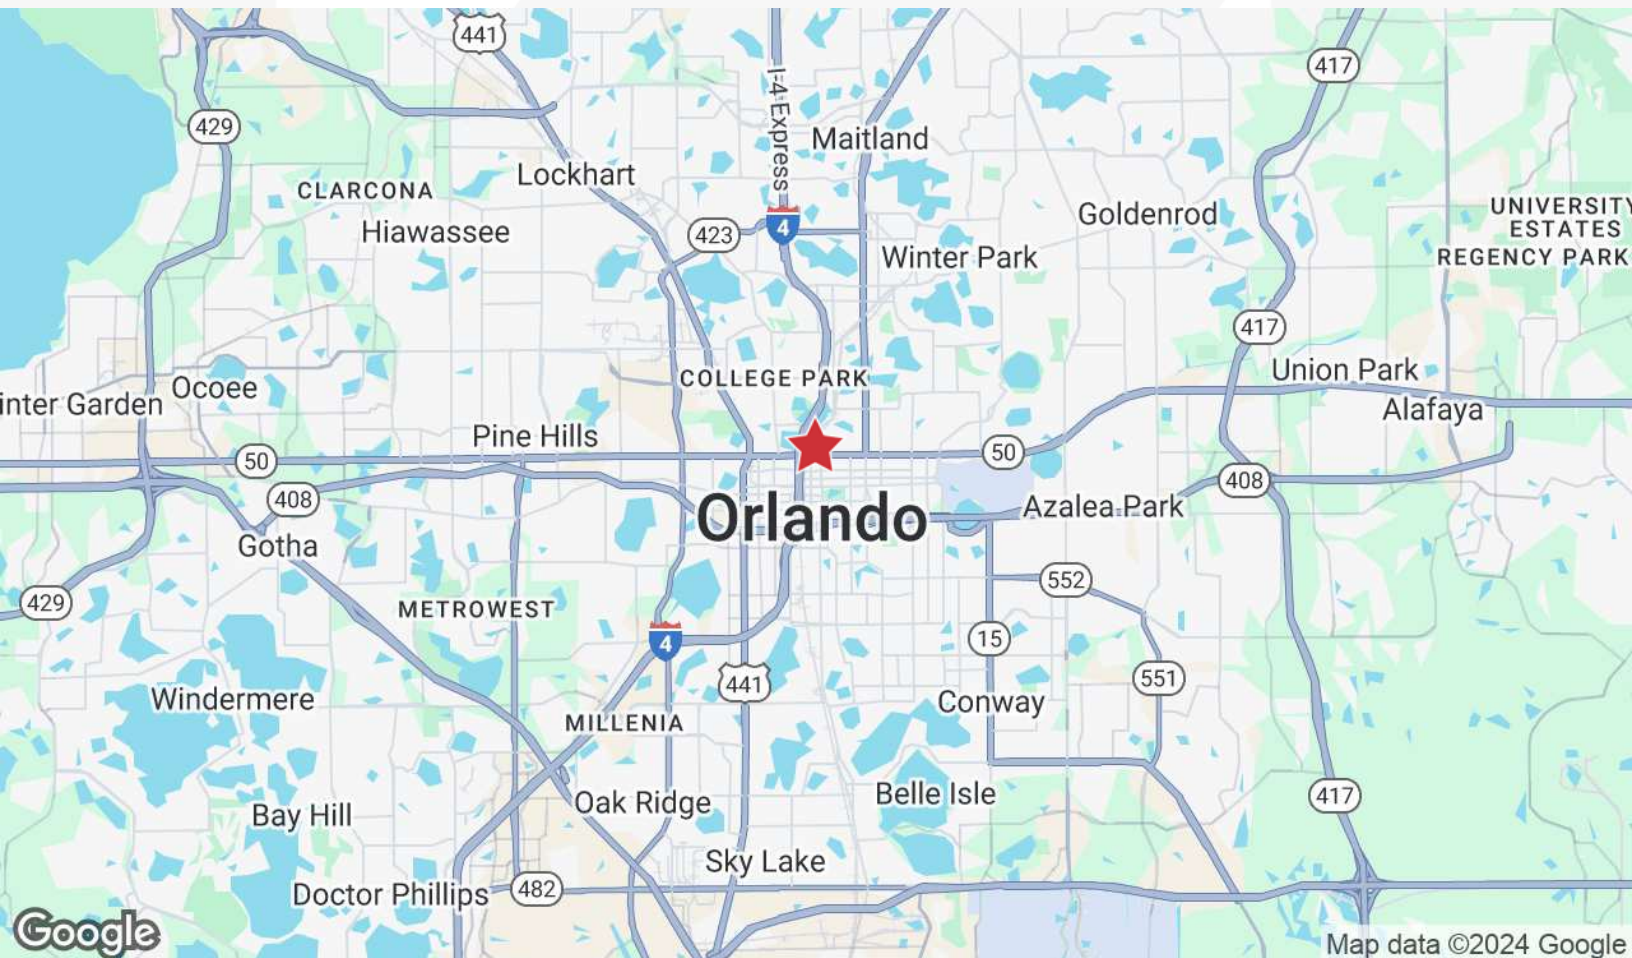 441
417
I-4 Express
429
Maitland
Lockhart
CLARCONA
UNIVERSITY
ESTATES
REGENCY PARK
Goldenrod
Hiawassee
423
4
Winter Park
417
Union Park
COLLEGE PARK
Ocoee
inter Garden
Alafaya
Pine Hills
50
50
408
408
Orlando
Azalea Park
Gotha
552
429
METROWEST
15
4
551
441
Windermere
Conway
MILLENIA
Belle Isle
417
Oak Ridge
Bay Hill
Sky Lake
Doctor Phillips
482
Google
Map data ©2024 Google